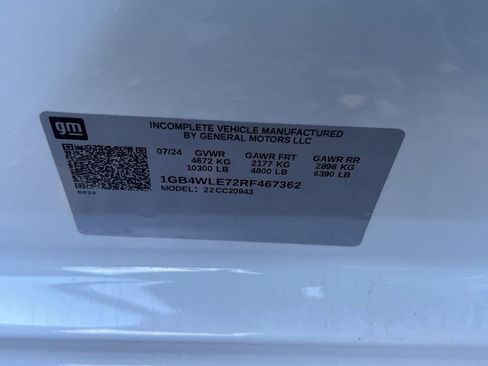 gm
INCOMPLETE VEHICLE MANUFACTURED
BY GENERAL MOTORS LLC
07/24 GVWR GAWR FRT GAWR RR
4672 KG 2177 KG 2898 KG
10300 LB 4800 LB 6390 LB
1GB4WLE72RF467362
MODEL: 22CC20943